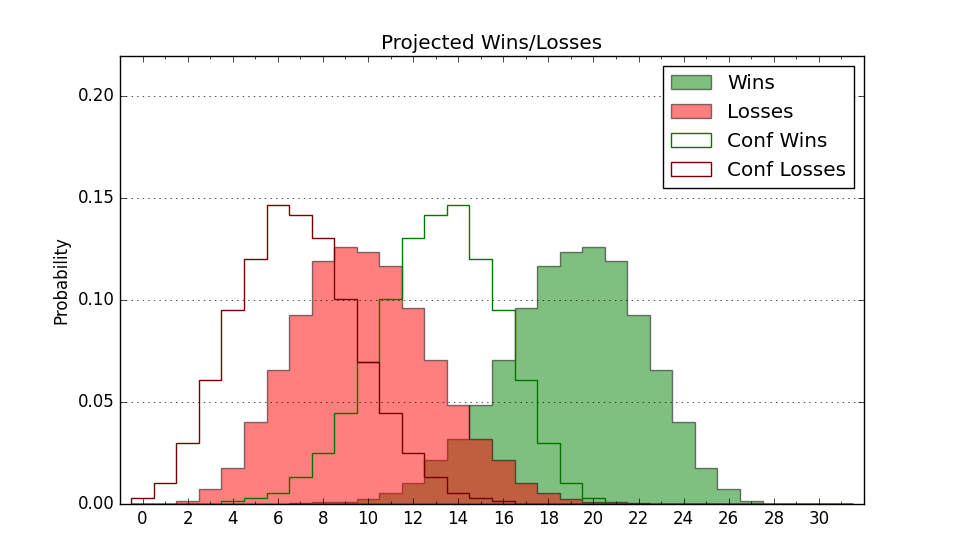 Projected Wins/Losses
Wins
Losses
Conf Wins
Conf Losses
Probability
0.20
0.15
0.10
0.05
0.00
0 2 4 6 8 10 12 14 16 18 20 22 24 26 28 30